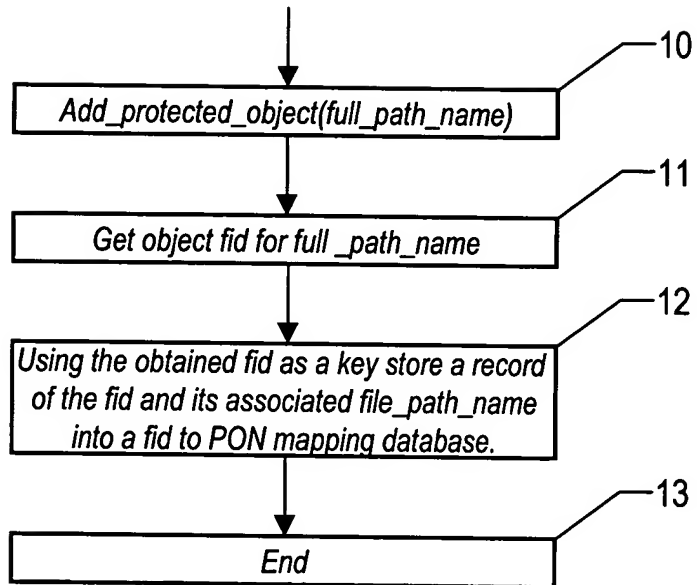 10
Add_protected_object(full_path_name)
11
Get object fid for full _path_name
12
Using the obtained fid as a key store a record
of the fid and its associated file_path_name
into a fid to PON mapping database.
13
End